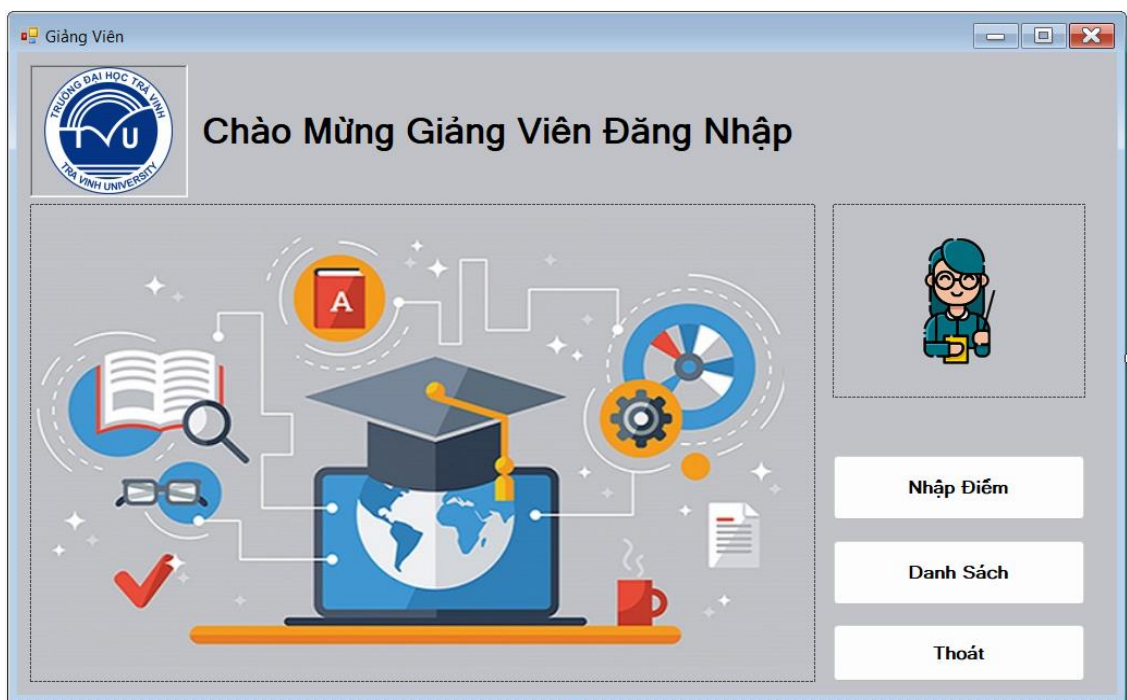 Giảng Viên
TRƯỜNG ĐẠI HỌC TRÀ VINH
TVU
TRA VINH UNIVERSITY
Chào Mừng Giảng Viên Đăng Nhập
A
Nhập Điểm
Danh Sách
Thoát